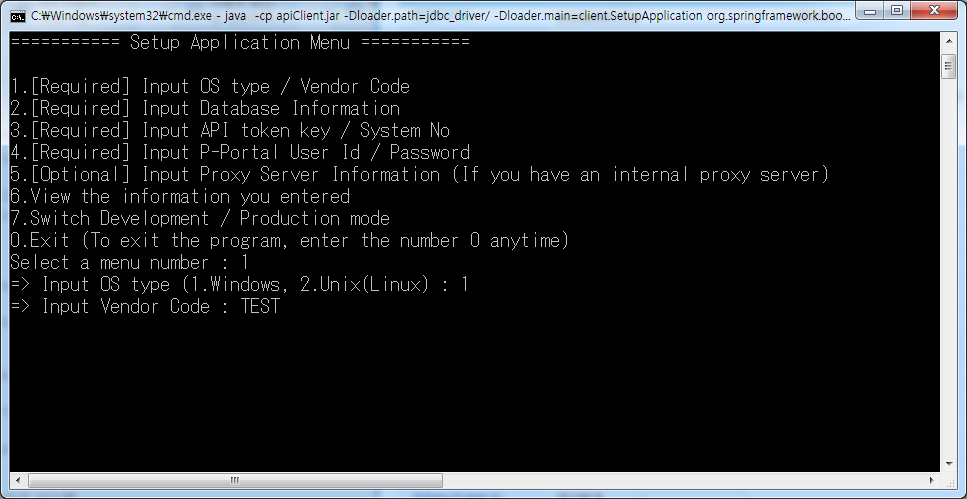 C:₩Windows₩system32₩cmd.exe - java  -cp apiClient.jar -Dloader.path=jdbc_driver/ -Dloader.main=client.SetupApplication org.springframework.boo...
=========== Setup Application Menu ===========
1.[Required] Input OS type / Vendor Code
2.[Required] Input Database Information
3.[Required] Input API token key / System No
4.[Required] Input P-Portal User Id / Password
5.[Optional] Input Proxy Server Information (If you have an internal proxy server)
6.View the information you entered
7.Switch Development / Production mode
0.Exit (To exit the program, enter the number 0 anytime)
Select a menu number : 1
=> Input OS type (1.Windows, 2.Unix(Linux) : 1
=> Input Vendor Code : TEST